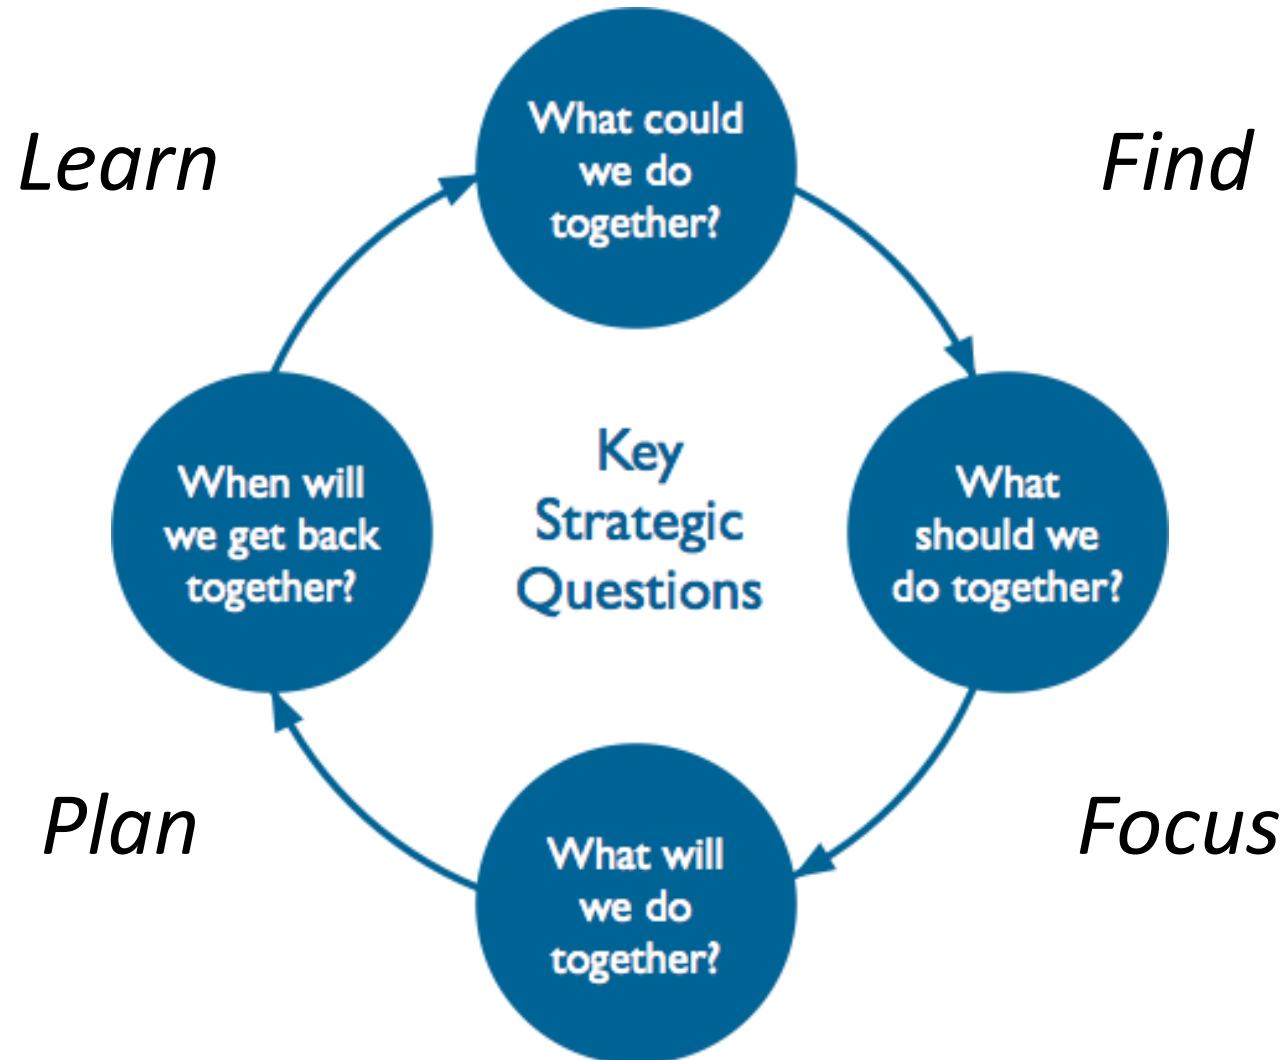 What could
we do
together?
Learn
Find
Key
Strategic
Questions
When will
we get back
together?
What
should we
do together?
Plan
Focus
What will
we do
together?